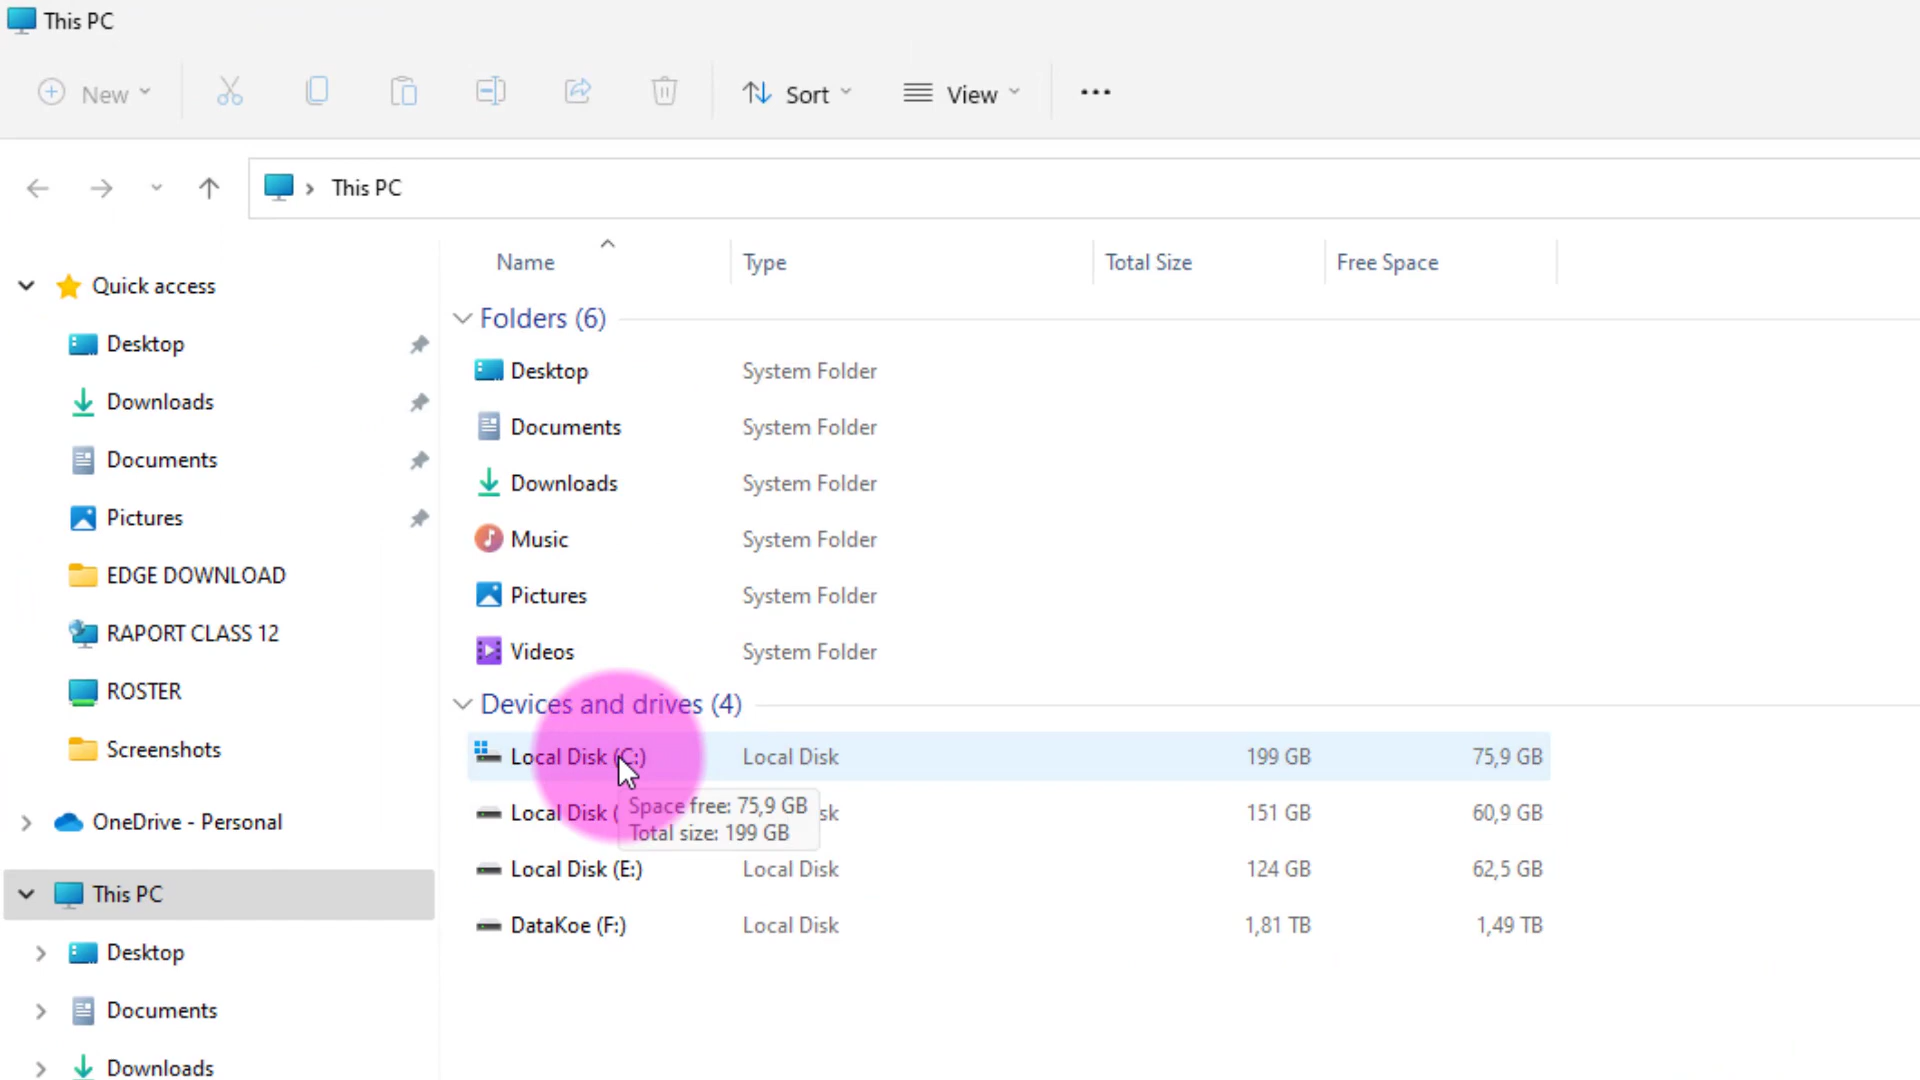 This PC
New
Sort
View
This PC
Name
Type
Total Size
Free Space
Quick access
Desktop
Downloads
Documents
Pictures
EDGE DOWNLOAD
RAPORT CLASS 12
ROSTER
Screenshots
OneDrive - Personal
This PC
Desktop
Documents
Downloads
Folders (6)
Desktop System Folder
Documents System Folder
Downloads System Folder
Music System Folder
Pictures System Folder
Videos System Folder
Devices and drives (4)
Local Disk (C:) Local Disk 199 GB 75,9 GB
Local Disk ( sk 151 GB 60,9 GB
Space free: 75,9 GB
Total size: 199 GB
Local Disk (E:) Local Disk 124 GB 62,5 GB
DataKoe (F:) Local Disk 1,81 TB 1,49 TB